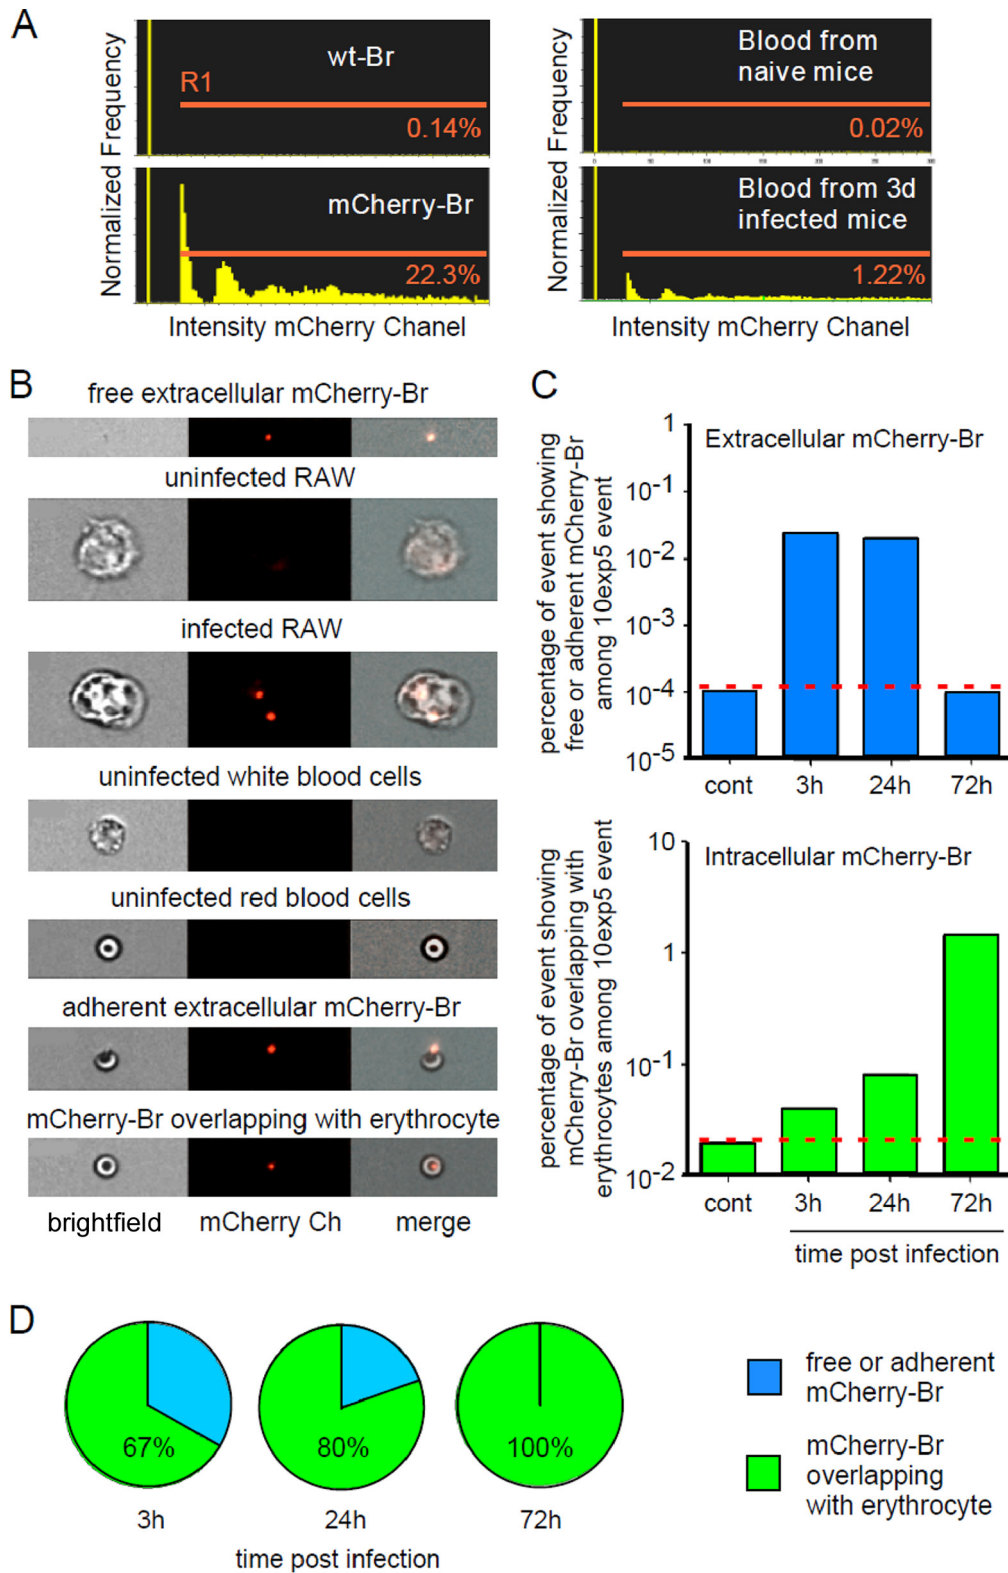 A
Normalized Frequency
wt-Br
R1
0.14%
mCherry-Br
22.3%
Intensity mCherry Chanel
Normalized Frequency
Blood from
naive mice
0.02%
Blood from 3d
infected mice
1.22%
Intensity mCherry Chanel
B
free extracellular mCherry-Br
uninfected RAW
infected RAW
uninfected white blood cells
uninfected red blood cells
adherent extracellular mCherry-Br
mCherry-Br overlapping with erythrocyte
brightfield mCherry Ch merge
C
percentage of event showing
free or adherent mCherry-Br
among 10exp5 event
Extracellular mCherry-Br
1
10-1
10-2
10-3
10-4
10-5
cont 3h 24h 72h
percentage of event showing
mCherry-Br overlapping with
erythrocytes among 10exp5 event
Intracellular mCherry-Br
10
1
10-1
10-2
cont 3h 24h 72h
time post infection
D
67%
80%
100%
3h 24h 72h
time post infection
free or adherent
mCherry-Br
mCherry-Br
overlapping
with erythrocyte